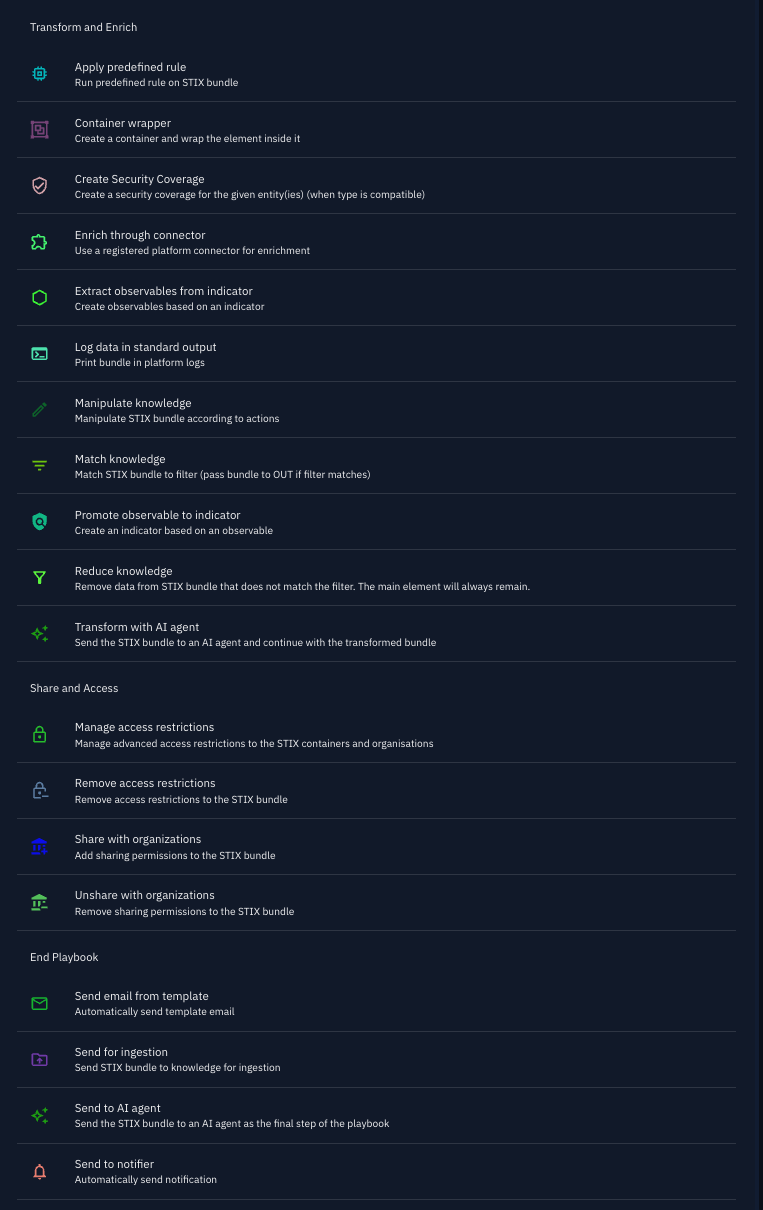 Transform and Enrich
Apply predefined rule
Run predefined rule on STIX bundle
Container wrapper
Create a container and wrap the element inside it
Create Security Coverage
Create a security coverage for the given entity(ies) (when type is compatible)
Enrich through connector
Use a registered platform connector for enrichment
Extract observables from indicator
Create observables based on an indicator
Log data in standard output
Print bundle in platform logs
Manipulate knowledge
Manipulate STIX bundle according to actions
Match knowledge
Match STIX bundle to filter (pass bundle to OUT if filter matches)
Promote observable to indicator
Create an indicator based on an observable
Reduce knowledge
Remove data from STIX bundle that does not match the filter. The main element will always remain.
Transform with AI agent
Send the STIX bundle to an AI agent and continue with the transformed bundle
Share and Access
Manage access restrictions
Manage advanced access restrictions to the STIX containers and organisations
Remove access restrictions
Remove access restrictions to the STIX bundle
Share with organizations
Add sharing permissions to the STIX bundle
Unshare with organizations
Remove sharing permissions to the STIX bundle
End Playbook
Send email from template
Automatically send template email
Send for ingestion
Send STIX bundle to knowledge for ingestion
Send to AI agent
Send the STIX bundle to an AI agent as the final step of the playbook
Send to notifier
Automatically send notification